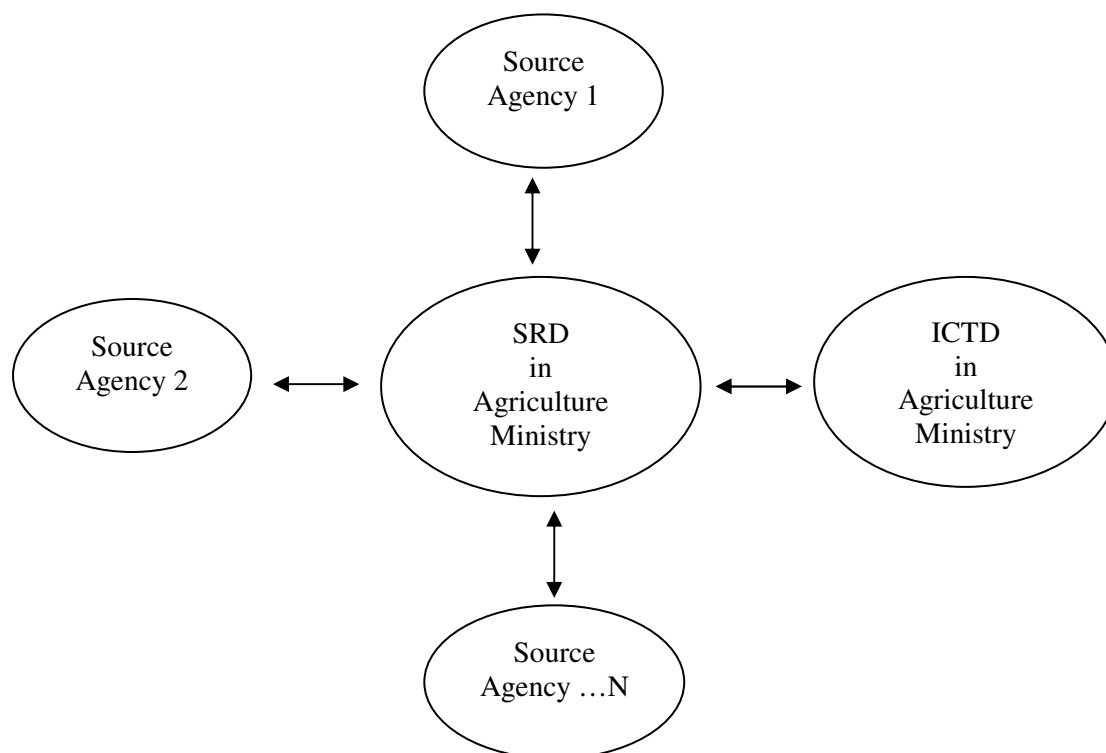 Source
Agency 1
Source
Agency 2
SRD
in
Agriculture
Ministry
ICTD
in
Agriculture
Ministry
Source
Agency …N